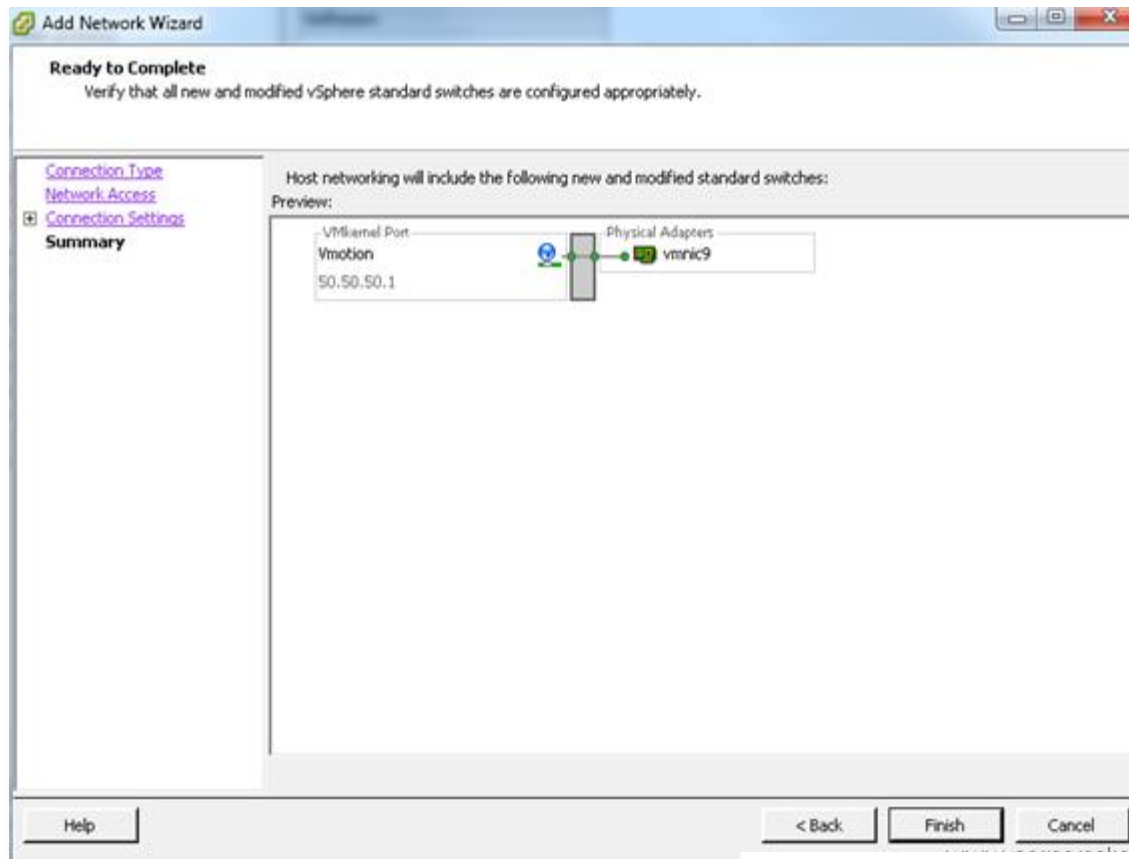 Add Network Wizard
Ready to Complete
Verify that all new and modified vSphere standard switches are configured appropriately.
Connection Type
Network Access
Connection Settings
Summary
Host networking will include the following new and modified standard switches:
Preview:
VMkernel Port
Physical Adapters
Vmotion
vmnic9
50.50.50.1
Help
< Back
Finish
Cancel